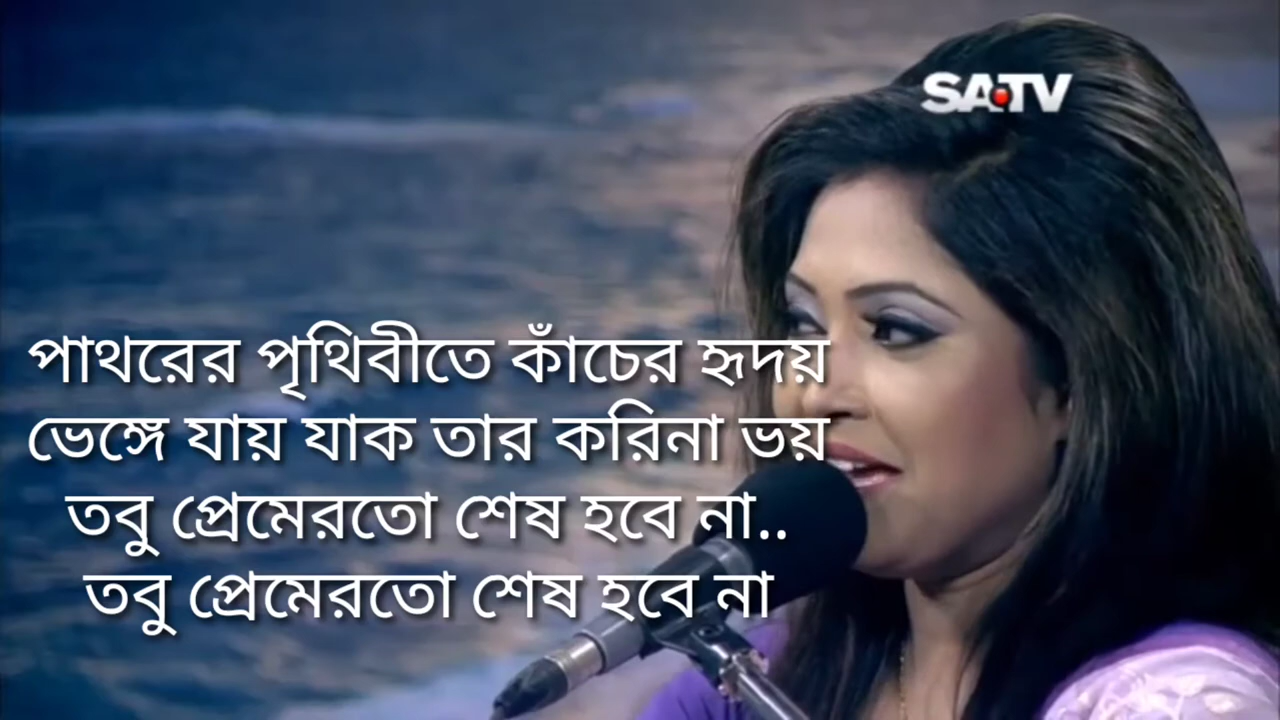 SATV
পাথরের পৃথিবীতে কাঁচের হৃদয়
ভেঙ্গে যায় যাক তার করিনা ভয়
তবু প্রেমেরতো শেষ হবে না..
তবু প্রেমেরতো শেষ হবে না